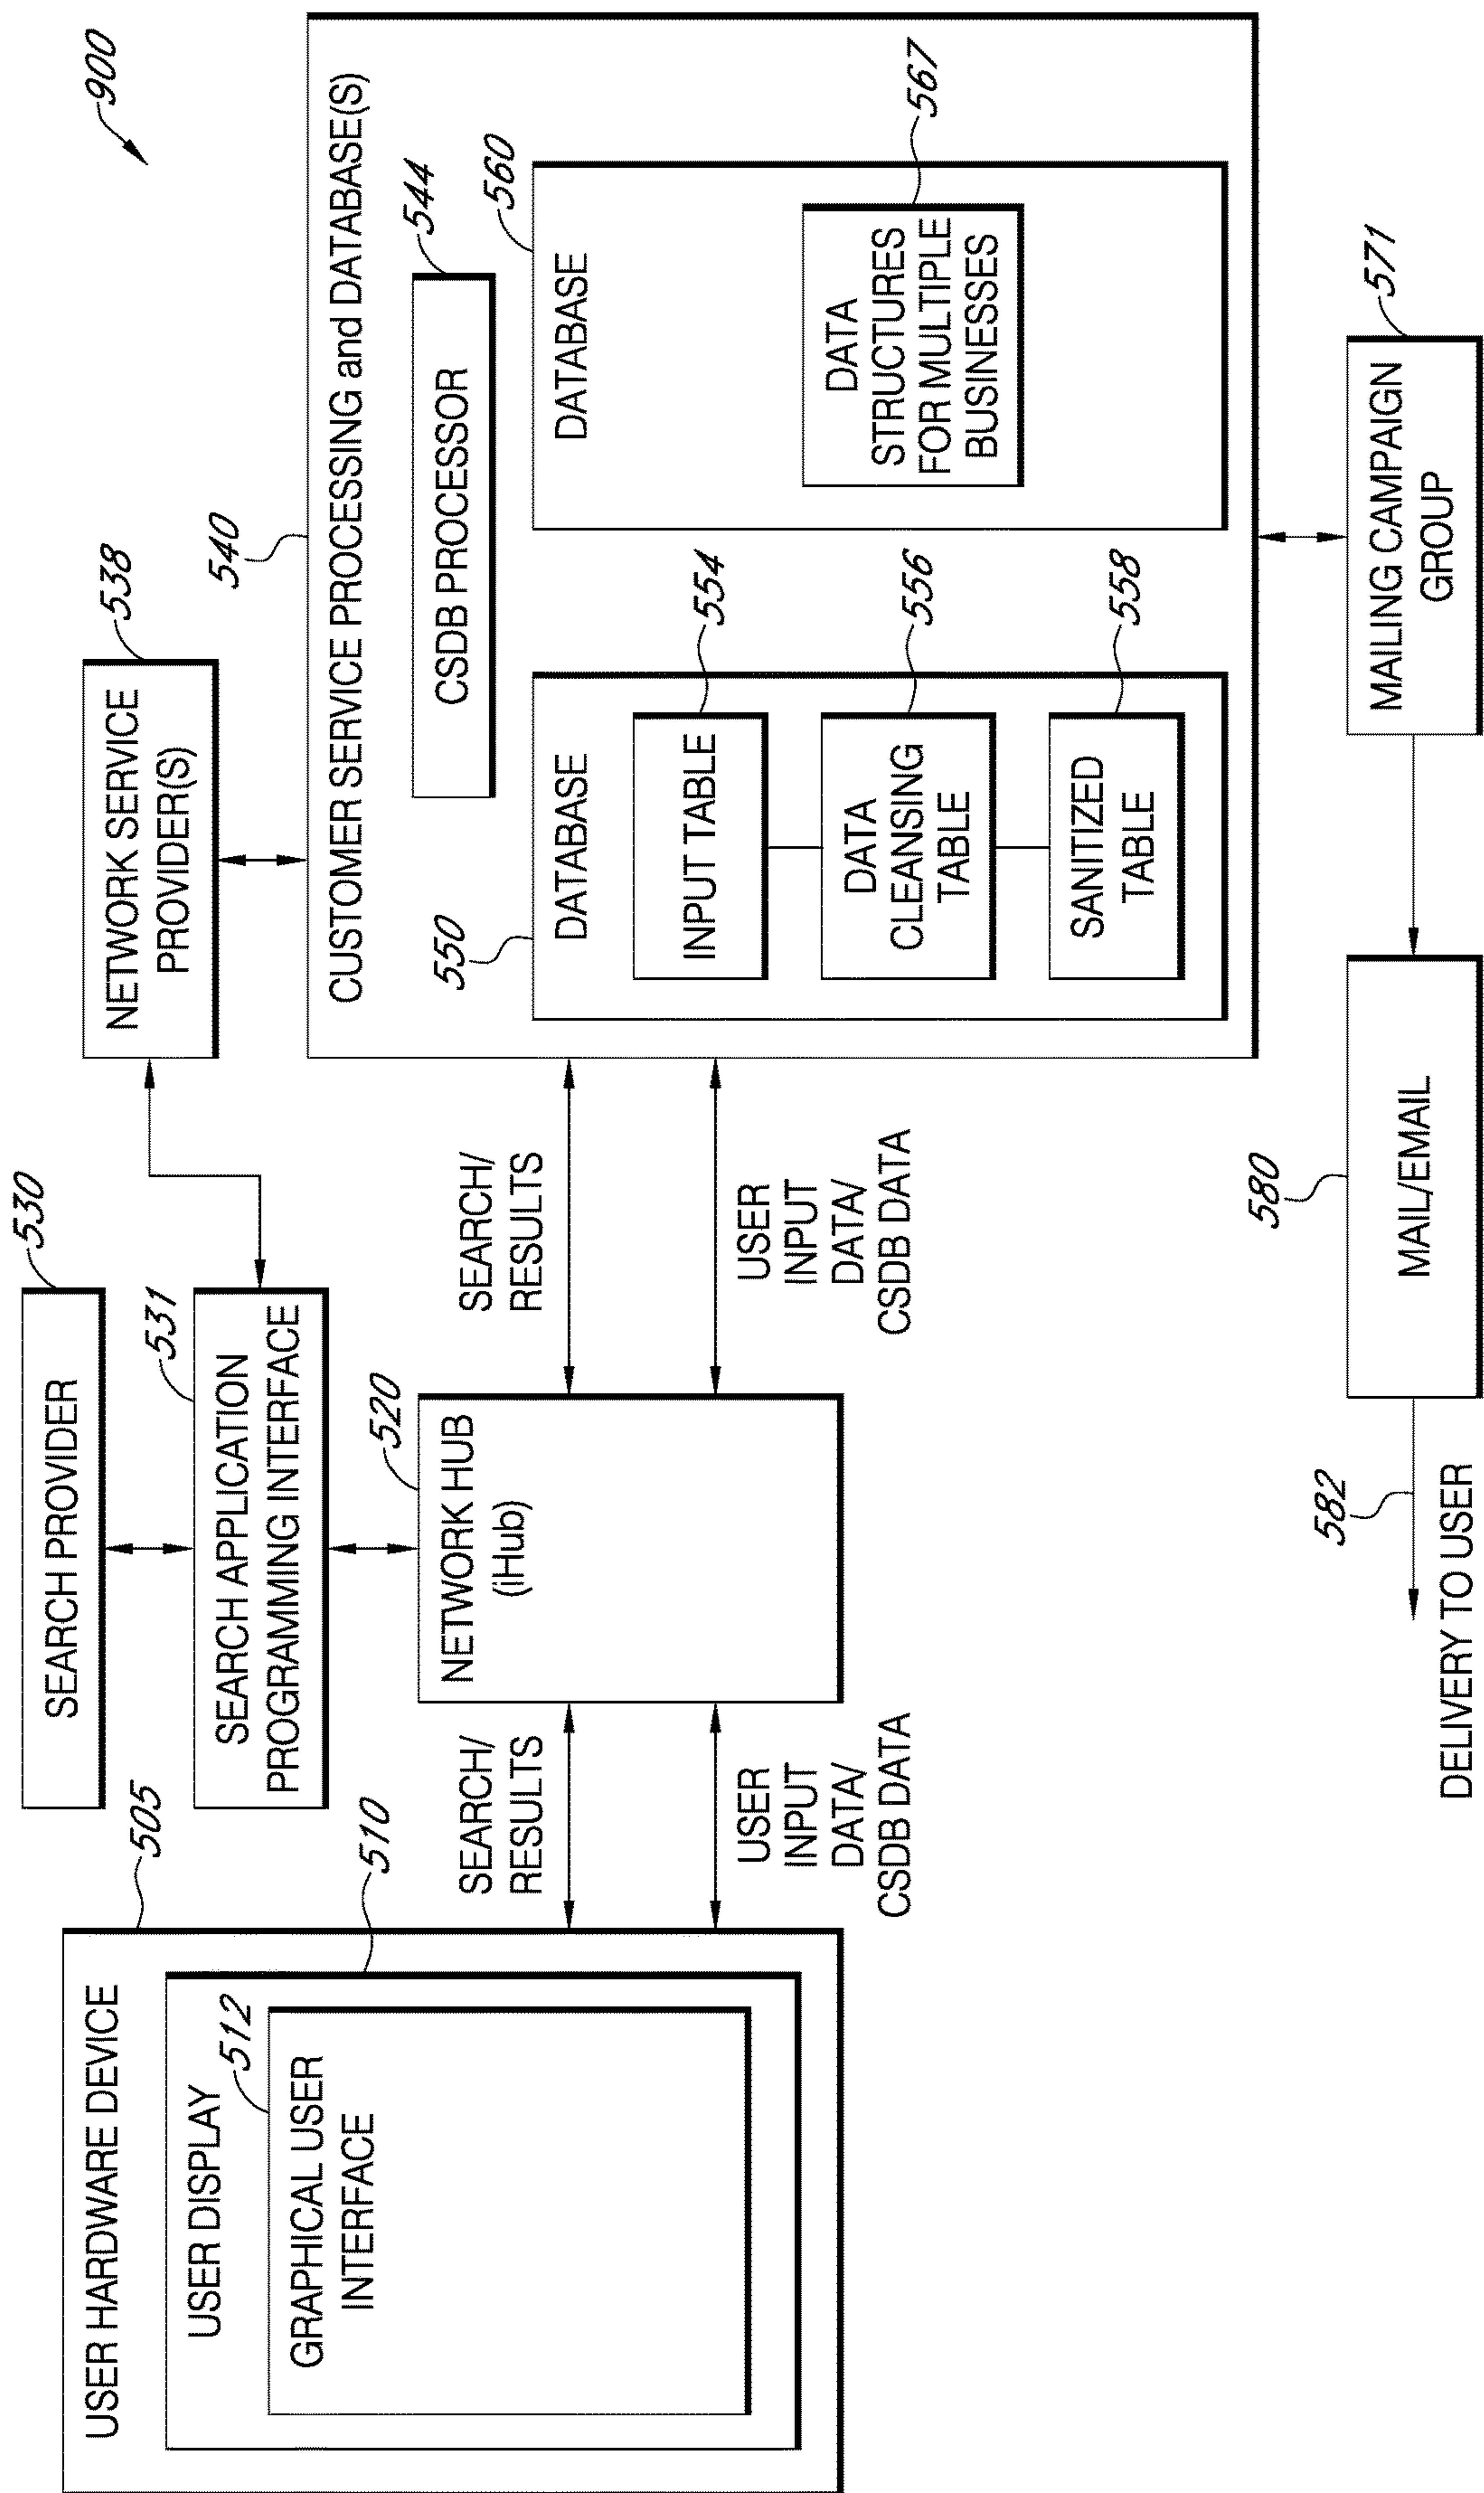 900
USER HARDWARE DEVICE
505
USER DISPLAY
510
512
GRAPHICAL USER
INTERFACE
SEARCH PROVIDER
530
SEARCH APPLICATION
PROGRAMMING INTERFACE
531
NETWORK SERVICE
PROVIDER(S)
538
SEARCH/
RESULTS
USER
INPUT
DATA/
CSDB DATA
NETWORK HUB
(iHub)
520
SEARCH/
RESULTS
USER
INPUT
DATA/
CSDB DATA
540
CUSTOMER SERVICE PROCESSING and DATABASE(S)
CSDB PROCESSOR
544
550
DATABASE
INPUT TABLE
554
DATA
CLEANSING
TABLE
556
SANITIZED
TABLE
558
DATABASE
560
DATA
STRUCTURES
FOR MULTIPLE
BUSINESSES
567
582
DELIVERY TO USER
580
MAIL/EMAIL
MAILING CAMPAIGN
GROUP
571